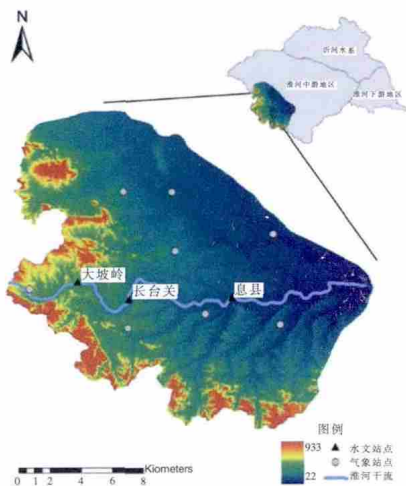 N
沂河水系
淮河中游地区
淮河下游地区
大坡岭
长台关
息县
图例
933
22
水文站点
气象站点
淮河干流
Kiometers
0 1 2 4 6 8